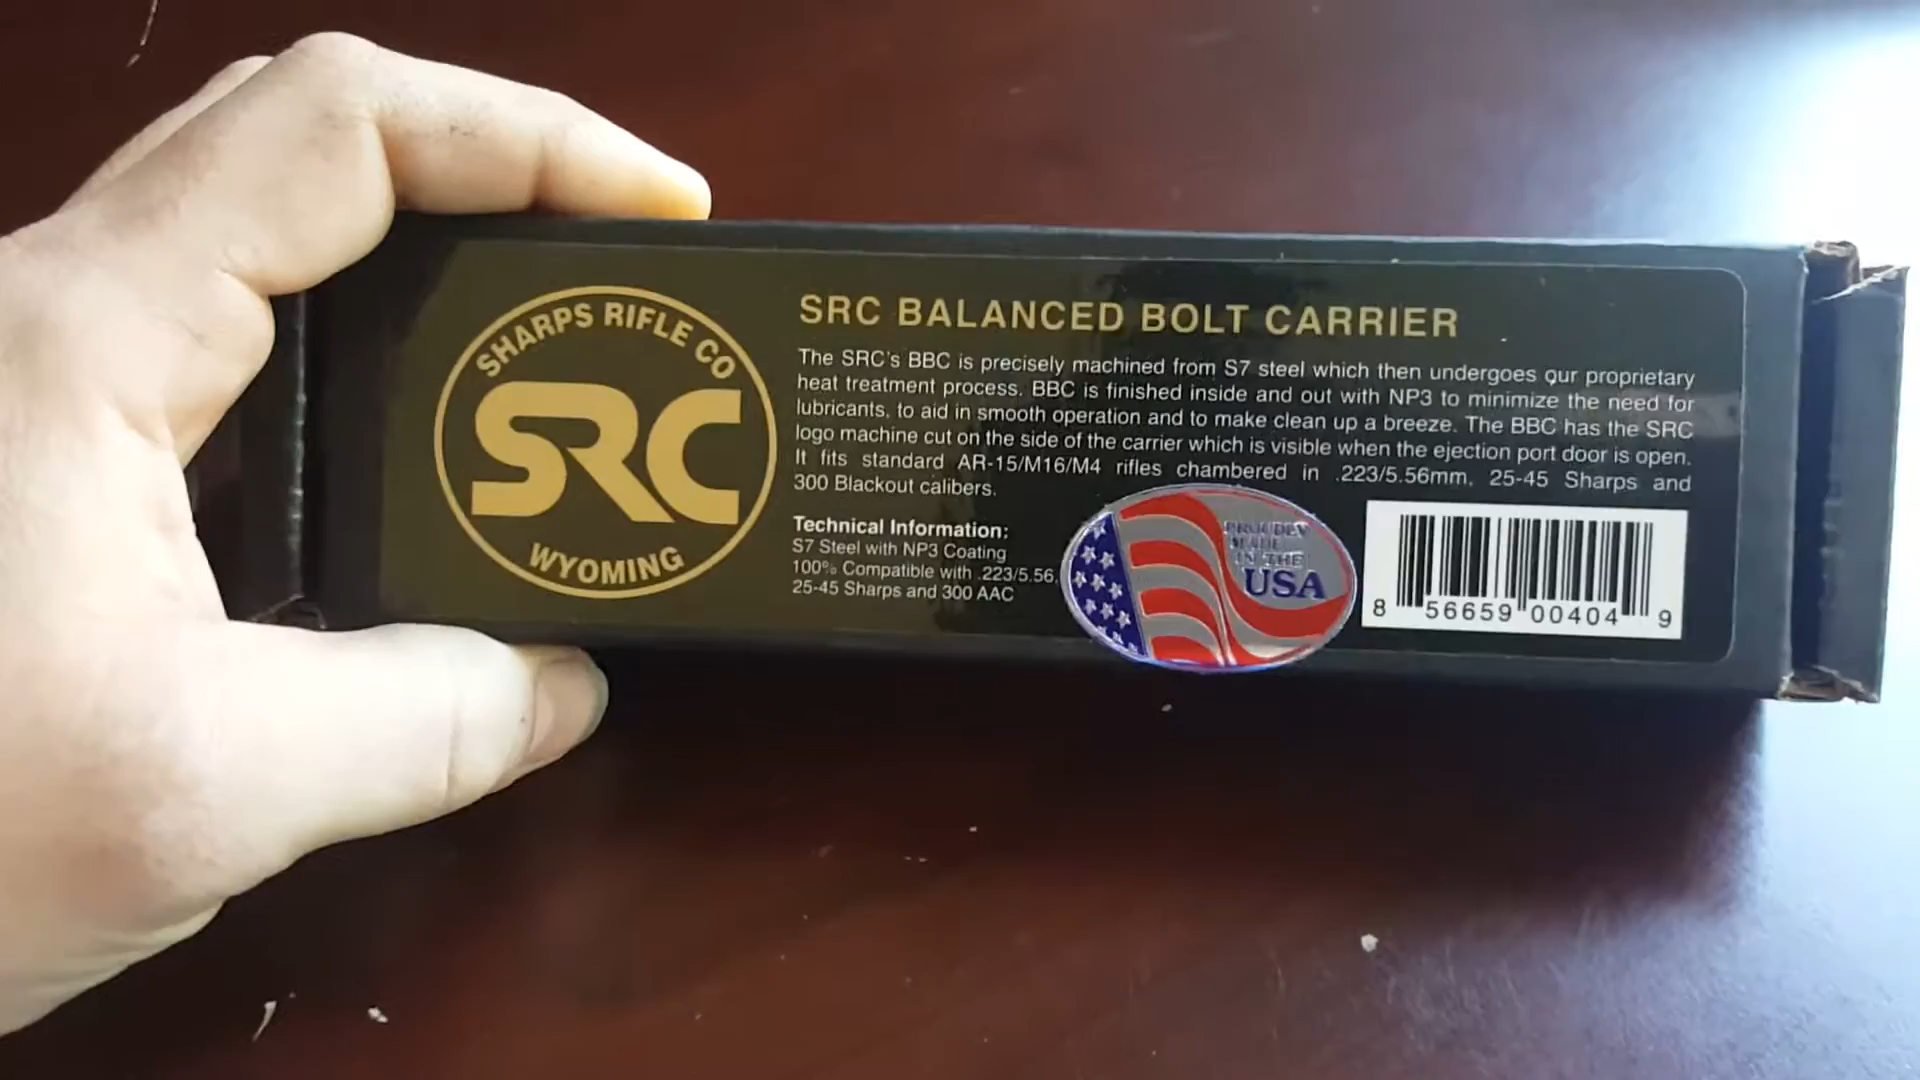 SHARPS RIFLE CO
SRC
WYOMING
SRC BALANCED BOLT CARRIER
The SRC's BBC is precisely machined from S7 steel which then undergoes our proprietary
heat treatment process. BBC is finished inside and out with NP3 to minimize the need for
lubricants, to aid in smooth operation and to make clean up a breeze. The BBC has the SRC
logo machine cut on the side of the carrier which is visible when the ejection port door is open.
It fits standard AR-15/M16/M4 rifles chambered in .223/5.56mm, 25-45 Sharps and
300 Blackout calibers.
Technical Information:
S7 Steel with NP3 Coating
100% Compatible with .223/5.56,
25-45 Sharps and 300 AAC
PROUDLY
MADE
IN THE
USA
8 56659 00404 9